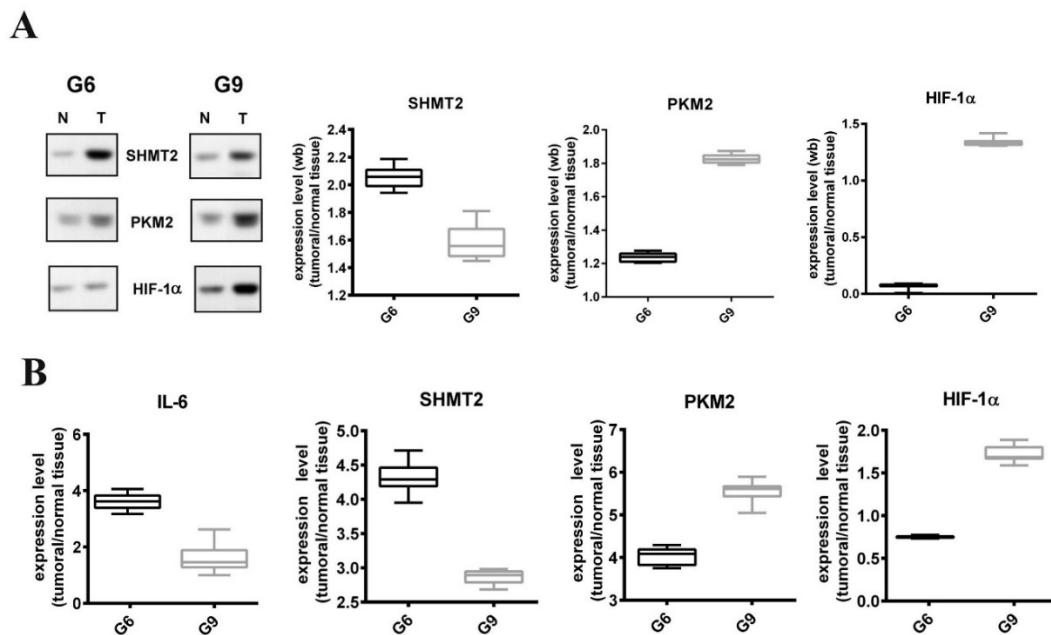 A
G6
G9
N T
N T
SHMT2
PKM2
HIF-1α
SHMT2
expression level (wb)
(tumoral/normal tissue)
2.4
2.2
2.0
1.8
1.6
1.4
1.2
G6
G9
PKM2
expression level (wb)
(tumoral/normal tissue)
2.0
1.8
1.6
1.4
1.2
1.0
G6
G9
HIF-1α
expression level (wb)
(tumoral/normal tissue)
1.5
1.0
0.5
0.0
G6
G9
B
IL-6
expression level
(tumoral/normal tissue)
6
4
2
0
G6
G9
SHMT2
expression level
(tumoral/normal tissue)
5.0
4.5
4.0
3.5
3.0
2.5
G6
G9
PKM2
expression level
(tumoral/normal tissue)
7
6
5
4
3
G6
G9
HIF-1α
expression level
(tumoral/normal tissue)
2.0
1.5
1.0
0.5
0.0
G6
G9